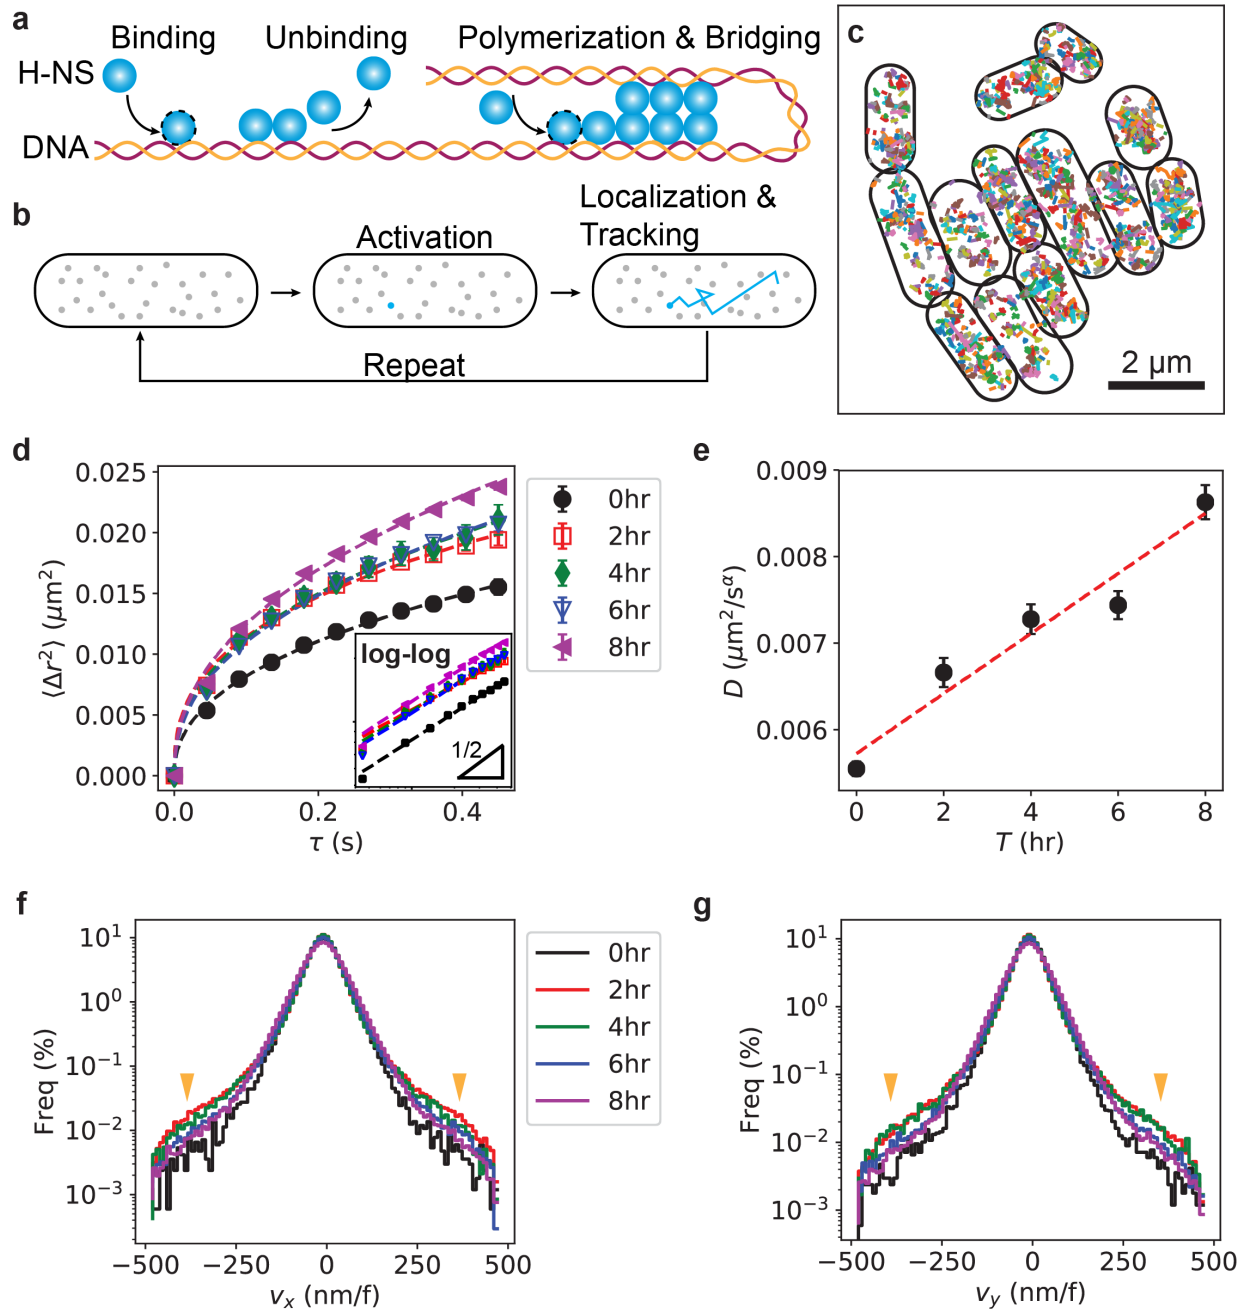 a
Binding
Unbinding
Polymerization & Bridging
H-NS
DNA
b
Activation
Localization &
Tracking
Repeat
c
2 μm
d
0.025
0.020
0.015
0.010
0.005
0.000
⟨Δr²⟩ (μm²)
0.0
0.2
0.4
τ (s)
log-log
1/2
0hr
2hr
4hr
6hr
8hr
e
0.009
0.008
0.007
0.006
D (μm²/sᵅ)
0
2
4
6
8
T (hr)
f
10¹
10⁰
10⁻¹
10⁻²
10⁻³
Freq (%)
−500
−250
0
250
500
vₓ (nm/f)
0hr
2hr
4hr
6hr
8hr
g
10¹
10⁰
10⁻¹
10⁻²
10⁻³
Freq (%)
−500
−250
0
250
500
v_y (nm/f)